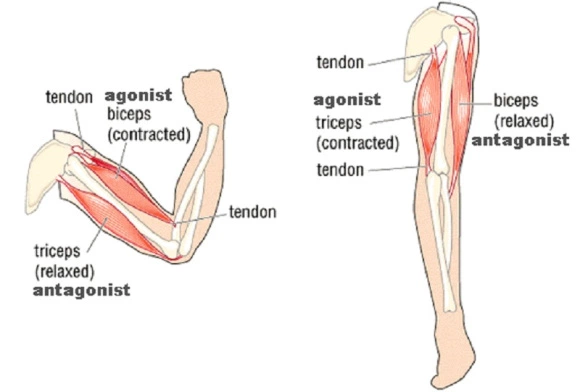 tendon
agonist
biceps
(contracted)
tendon
triceps
(relaxed)
antagonist
tendon
agonist
triceps
(contracted)
tendon
biceps
(relaxed)
antagonist